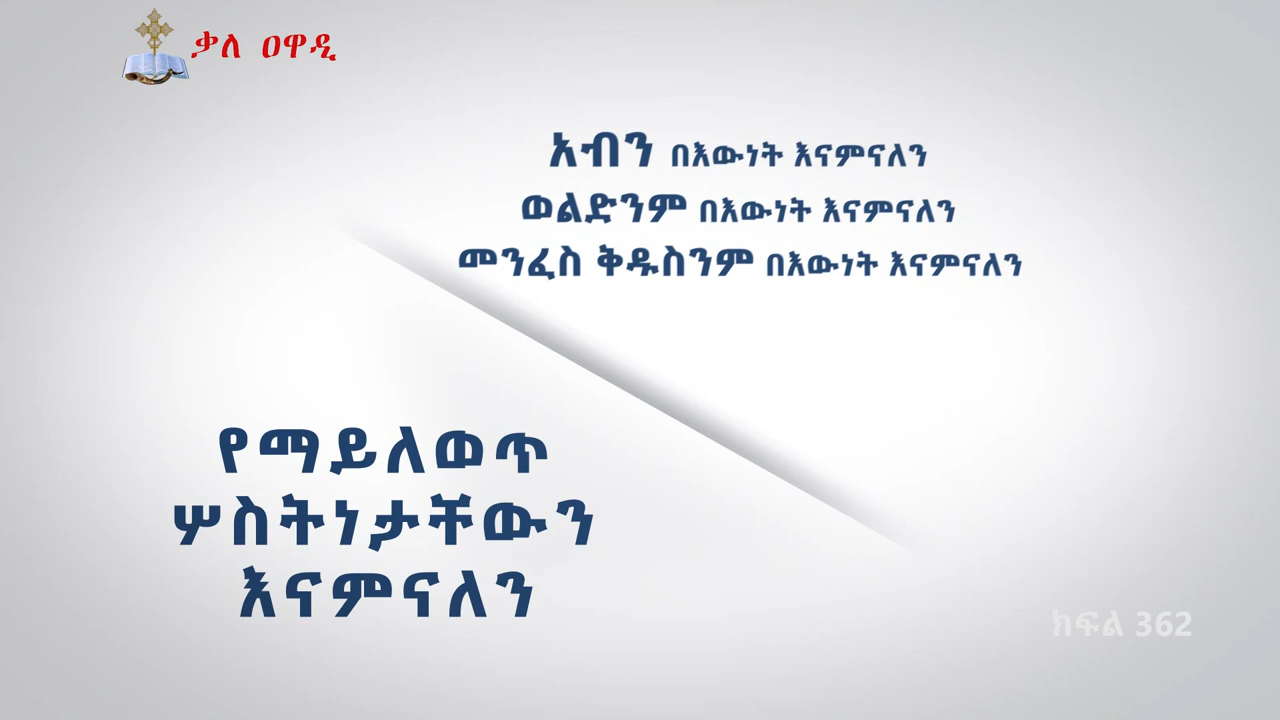 ቃለ ዐዋዲ
አብን በእውነት እናምናለን
ወልድንም በእውነት እናምናለን
መንፈስ ቅዱስንም በእውነት እናምናለን
የማይለወጥ
ሦስትነታቸውን
እናምናለን
ክፍል 362